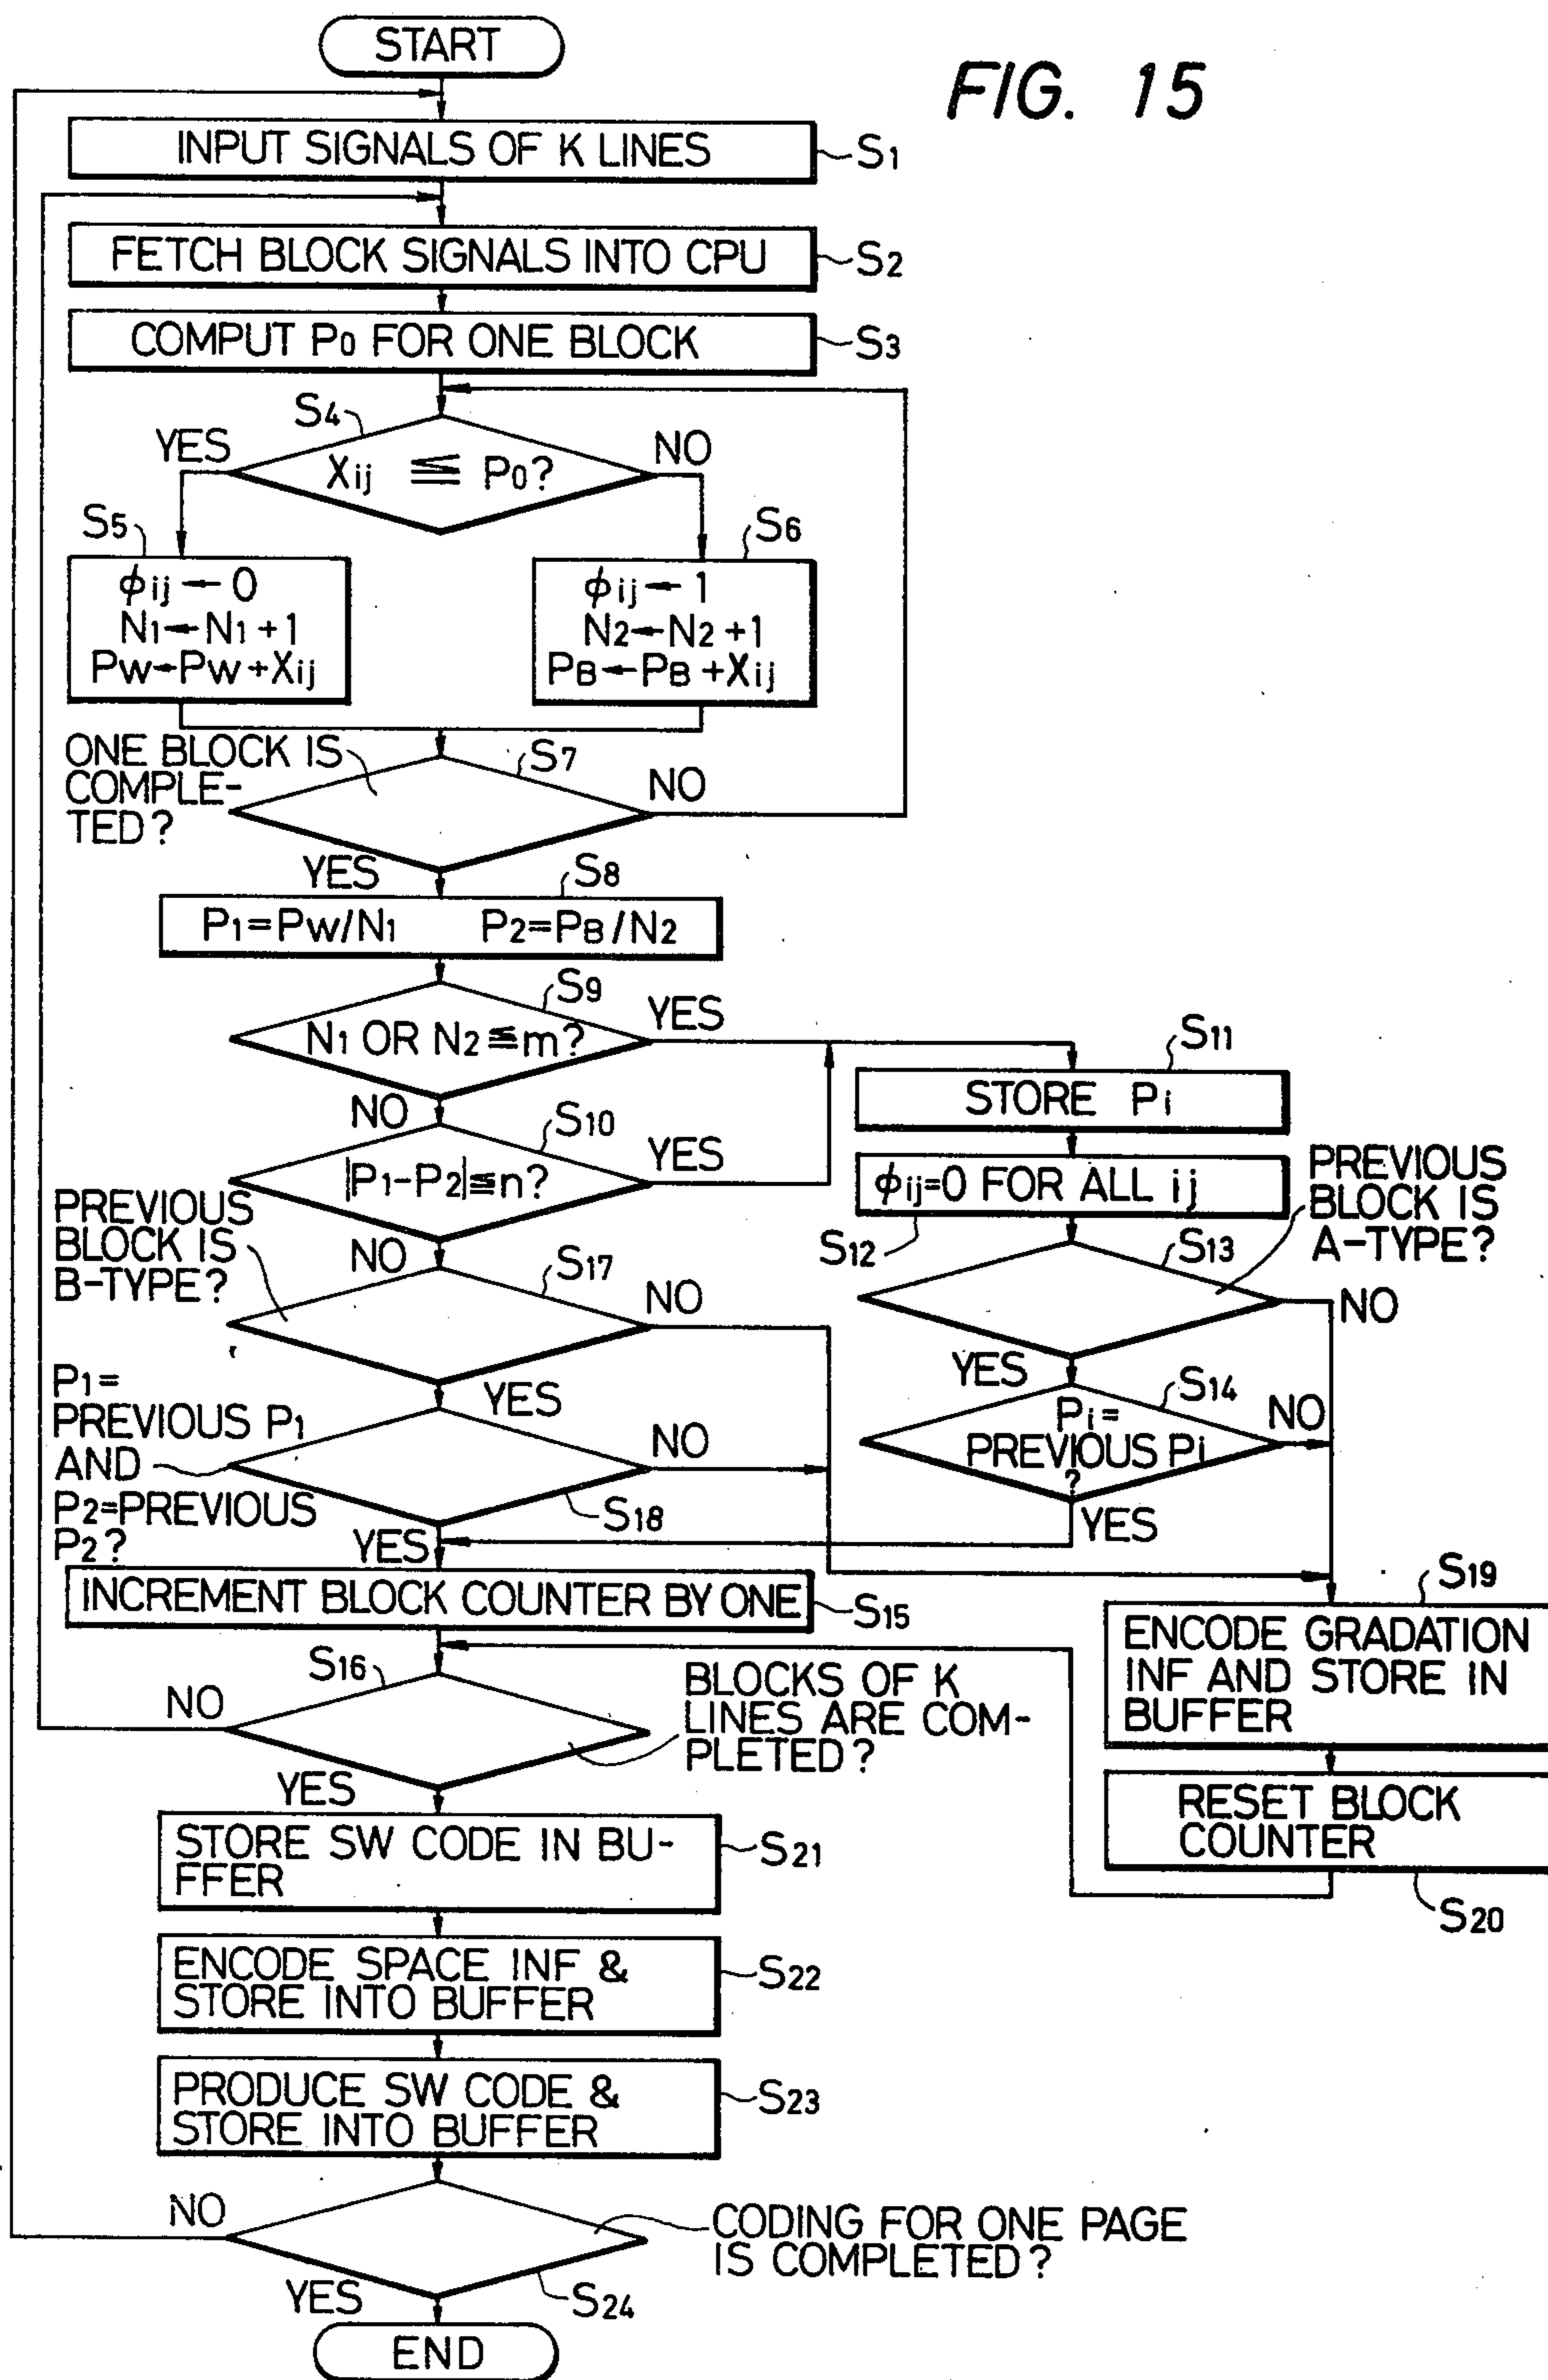 START
FIG. 15
INPUT SIGNALS OF K LINES
S1
FETCH BLOCK SIGNALS INTO CPU
S2
COMPUT P0 FOR ONE BLOCK
S3
S4
YES
Xij ≦ P0?
NO
S5
ϕij ← 0
N1←N1+1
PW←PW+Xij
S6
ϕij ← 1
N2←N2+1
PB←PB+Xij
ONE BLOCK IS
COMPLE-
TED?
S7
NO
YES
S8
P1=PW/N1 P2=PB/N2
S9
N1 OR N2 ≦m?
YES
NO
S10
|P1-P2|≦n?
YES
NO
S11
STORE Pi
ϕij=0 FOR ALL ij
S12
PREVIOUS
BLOCK IS
A-TYPE?
S13
NO
YES
S14
Pi=
PREVIOUS Pi
?
NO
YES
PREVIOUS
BLOCK IS
B-TYPE?
S17
NO
YES
P1=
PREVIOUS P1
AND
P2=PREVIOUS
P2?
NO
S18
YES
INCREMENT BLOCK COUNTER BY ONE
S15
S19
ENCODE GRADATION
INF AND STORE IN
BUFFER
RESET BLOCK
COUNTER
S20
S16
NO
BLOCKS OF K
LINES ARE COM-
PLETED?
YES
STORE SW CODE IN BU-
FFER
S21
ENCODE SPACE INF &
STORE INTO BUFFER
S22
PRODUCE SW CODE &
STORE INTO BUFFER
S23
NO
CODING FOR ONE PAGE
IS COMPLETED?
YES
S24
END